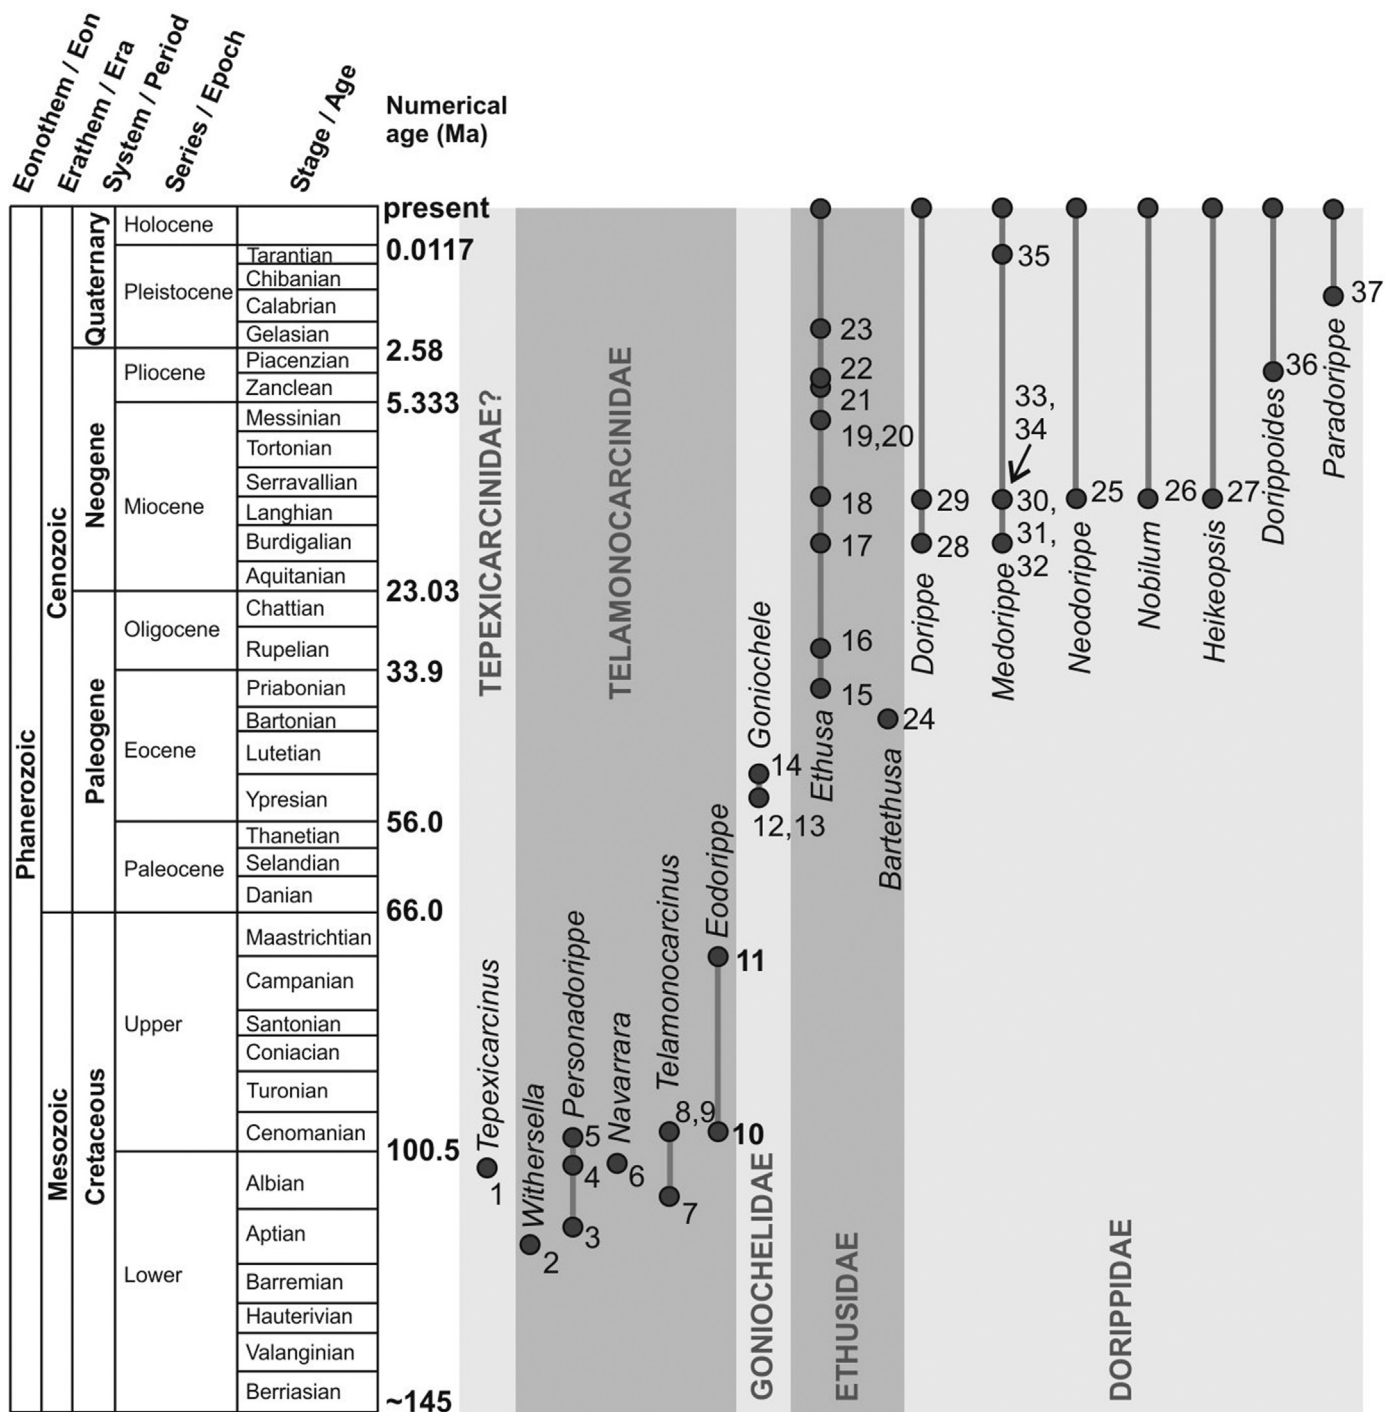 Eonothem / Eon
Erathem / Era
System / Period
Series / Epoch
Stage / Age
Numerical
age (Ma)
Phanerozoic
Cenozoic
Mesozoic
Quaternary
Neogene
Paleogene
Cretaceous
Holocene
Pleistocene
Pliocene
Miocene
Oligocene
Eocene
Paleocene
Upper
Lower
Tarantian
Chibanian
Calabrian
Gelasian
Piacenzian
Zanclean
Messinian
Tortonian
Serravallian
Langhian
Burdigalian
Aquitanian
Chattian
Rupelian
Priabonian
Bartonian
Lutetian
Ypresian
Thanetian
Selandian
Danian
Maastrichtian
Campanian
Santonian
Coniacian
Turonian
Cenomanian
Albian
Aptian
Barremian
Hauterivian
Valanginian
Berriasian
present
0.0117
2.58
5.333
23.03
33.9
56.0
66.0
100.5
~145
TEPEXICARCINIDAE?
Tepexicarcinus
1
TELAMONOCARCINIDAE
Withersella
2
Personadorippe
5
4
3
Navarrara
6
Telamonocarcinus
8,9
7
Eodorippe
11
10
GONIOCHELIDAE
Goniochele
14
12,13
ETHUSIDAE
23
22
21
19,20
18
17
16
15
Ethusa
24
Bartethusa
DORIPPIDAE
29
28
Dorippe
35
33,
34
30,
31,
32
Medorippe
25
Neodorippe
26
Nobilum
27
Heikeopsis
36
Dorippoides
37
Paradorippe